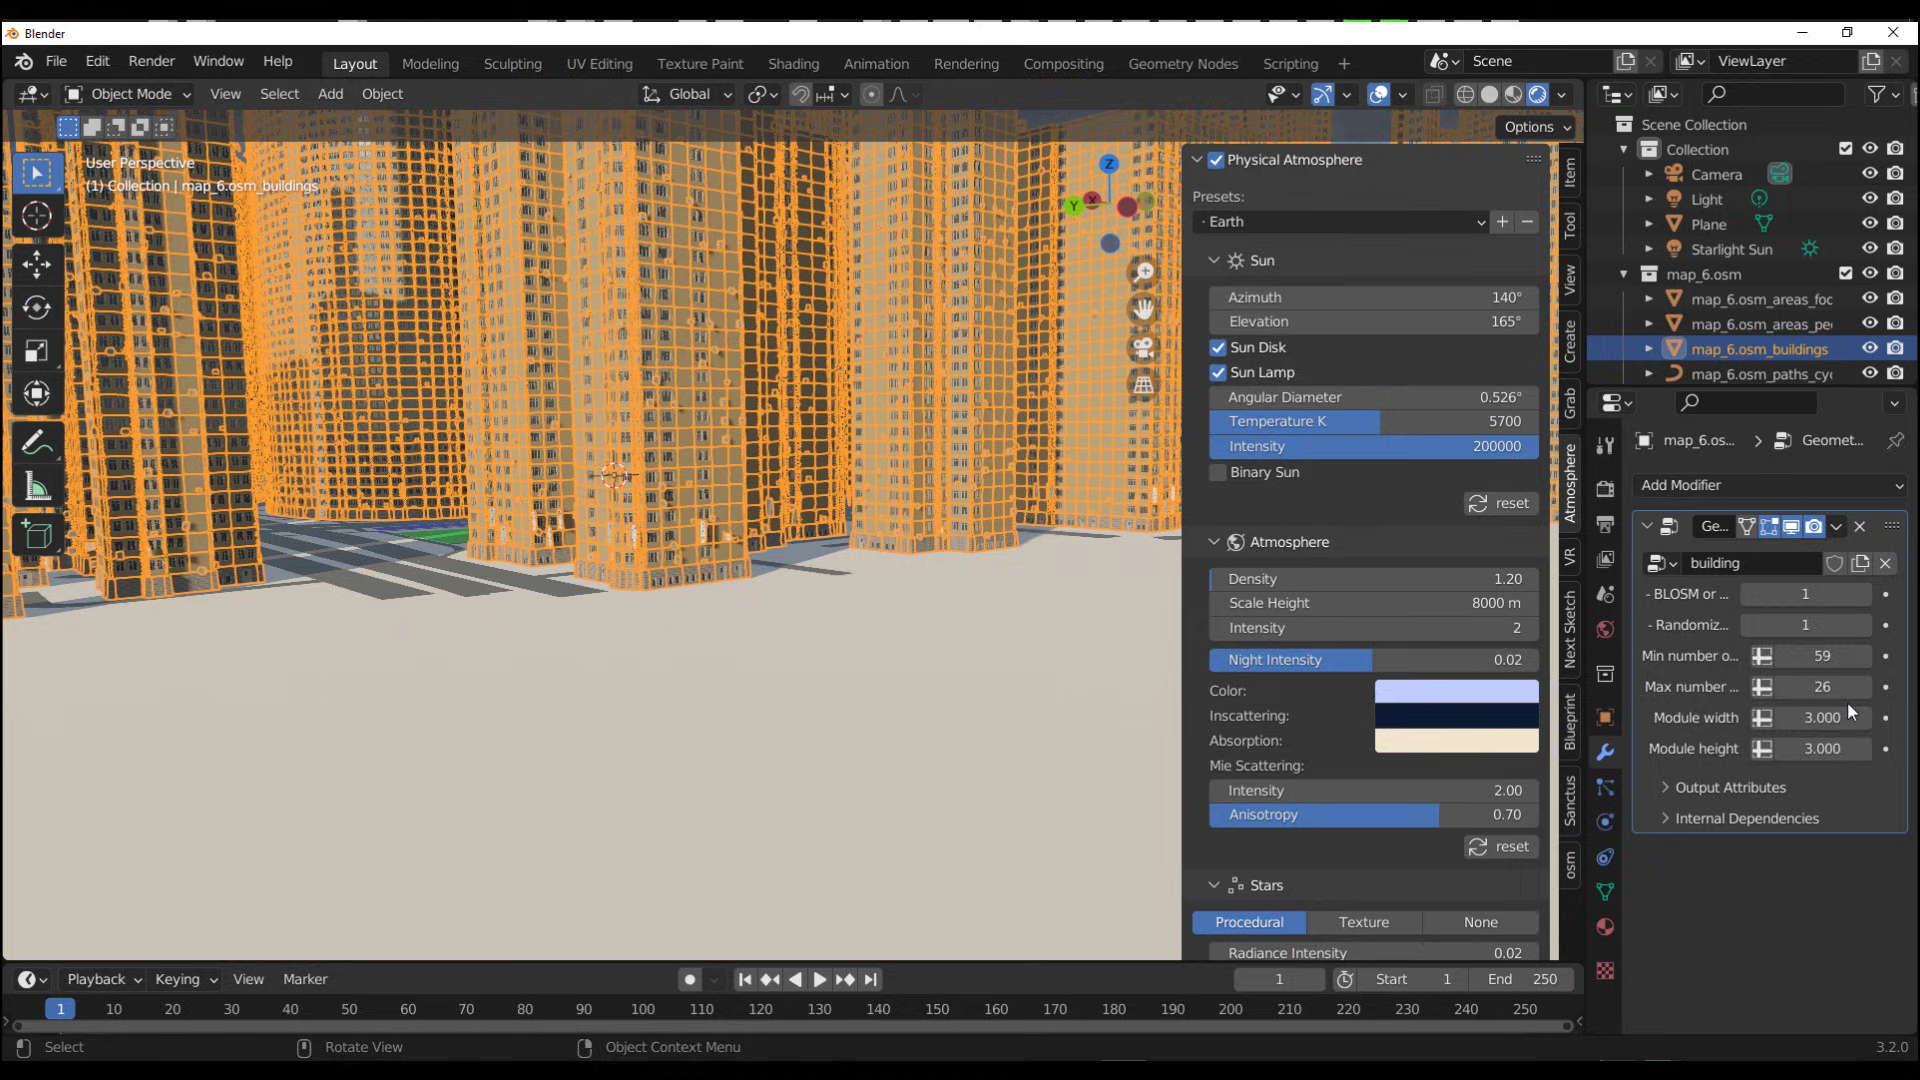 Blender
File Edit Render Window Help Layout Modeling Sculpting UV Editing Texture Paint Shading Animation Rendering Compositing Geometry Nodes Scripting + Scene ViewLayer
Object Mode View Select Add Object Global
Options
User Perspective
(1) Collection | map_6.osm_buildings
Z
Y
X
Physical Atmosphere
Presets:
· Earth
Sun
Azimuth 140°
Elevation 165°
Sun Disk
Sun Lamp
Angular Diameter 0.526°
Temperature K 5700
Intensity 200000
Binary Sun
reset
Atmosphere
Density 1.20
Scale Height 8000 m
Intensity 2
Night Intensity 0.02
Color:
Inscattering:
Absorption:
Mie Scattering:
Intensity 2.00
Anisotropy 0.70
reset
Stars
Procedural Texture None
Radiance Intensity 0.02
Item
Tool
View
Create
Grab
Atmosphere
VR
Next Sketch
Blueprint
Sanctus
osm
Scene Collection
Collection
Camera
Light
Plane
Starlight Sun
map_6.osm
map_6.osm_areas_foc
map_6.osm_areas_pe
map_6.osm_buildings
map_6.osm_paths_cyc
map_6.os... Geomet...
Add Modifier
Ge...
building
- BLOSM or ... 1
- Randomiz... 1
Min number o... 59
Max number ... 26
Module width 3.000
Module height 3.000
Output Attributes
Internal Dependencies
Playback Keying View Marker 1 Start 1 End 250
1 10 20 30 40 50 60 70 80 90 100 110 120 130 140 150 160 170 180 190 200 210 220 230 240 250
Select Rotate View Object Context Menu 3.2.0